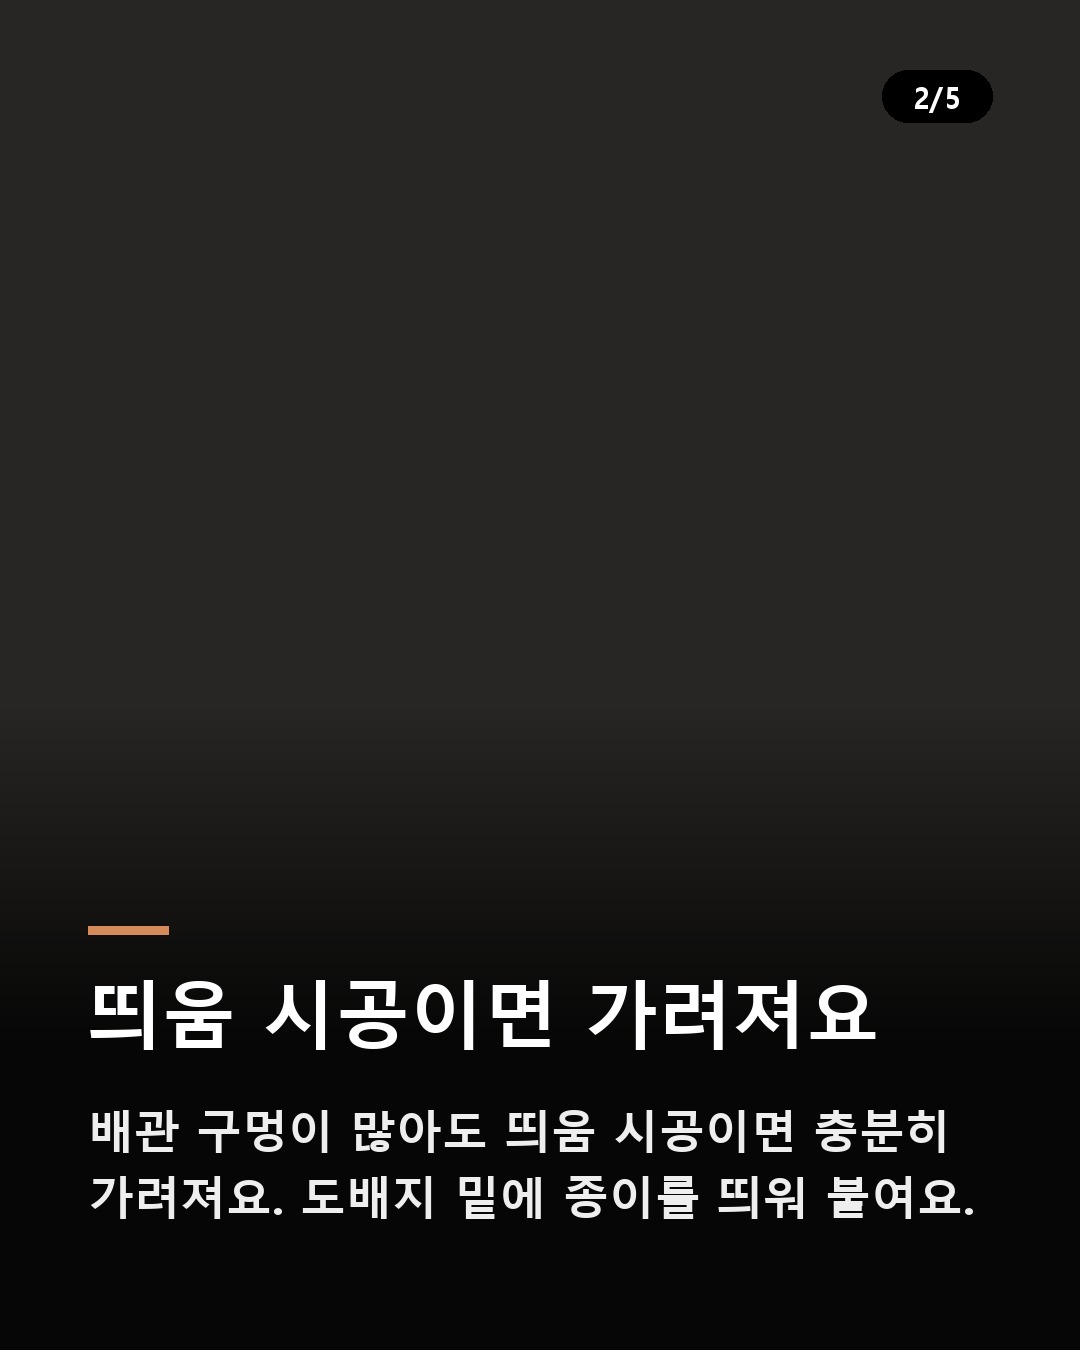 2/5
띄움 시공이면 가려져요
배관 구멍이 많아도 띄움 시공이면 충분히
가려져요. 도배지 밑에 종이를 띄워 붙여요.